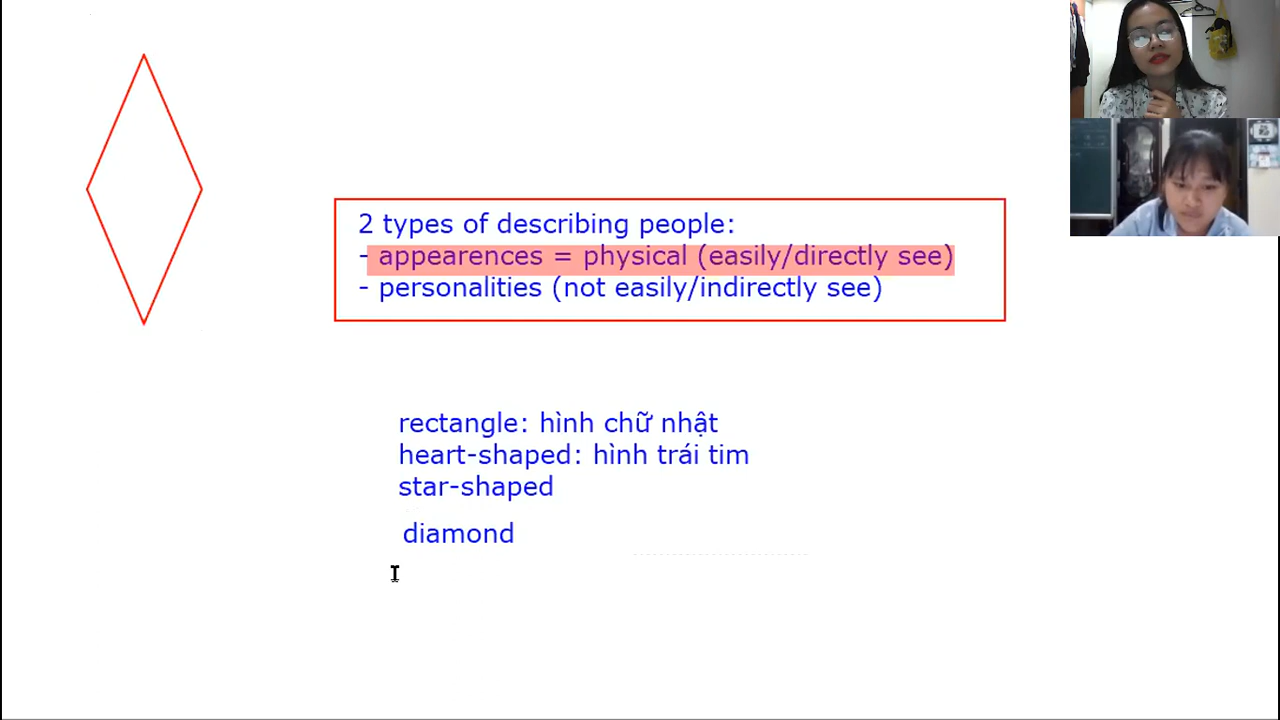 2 types of describing people:
- appearences = physical (easily/directly see)
- personalities (not easily/indirectly see)
rectangle: hình chữ nhật
heart-shaped: hình trái tim
star-shaped
diamond